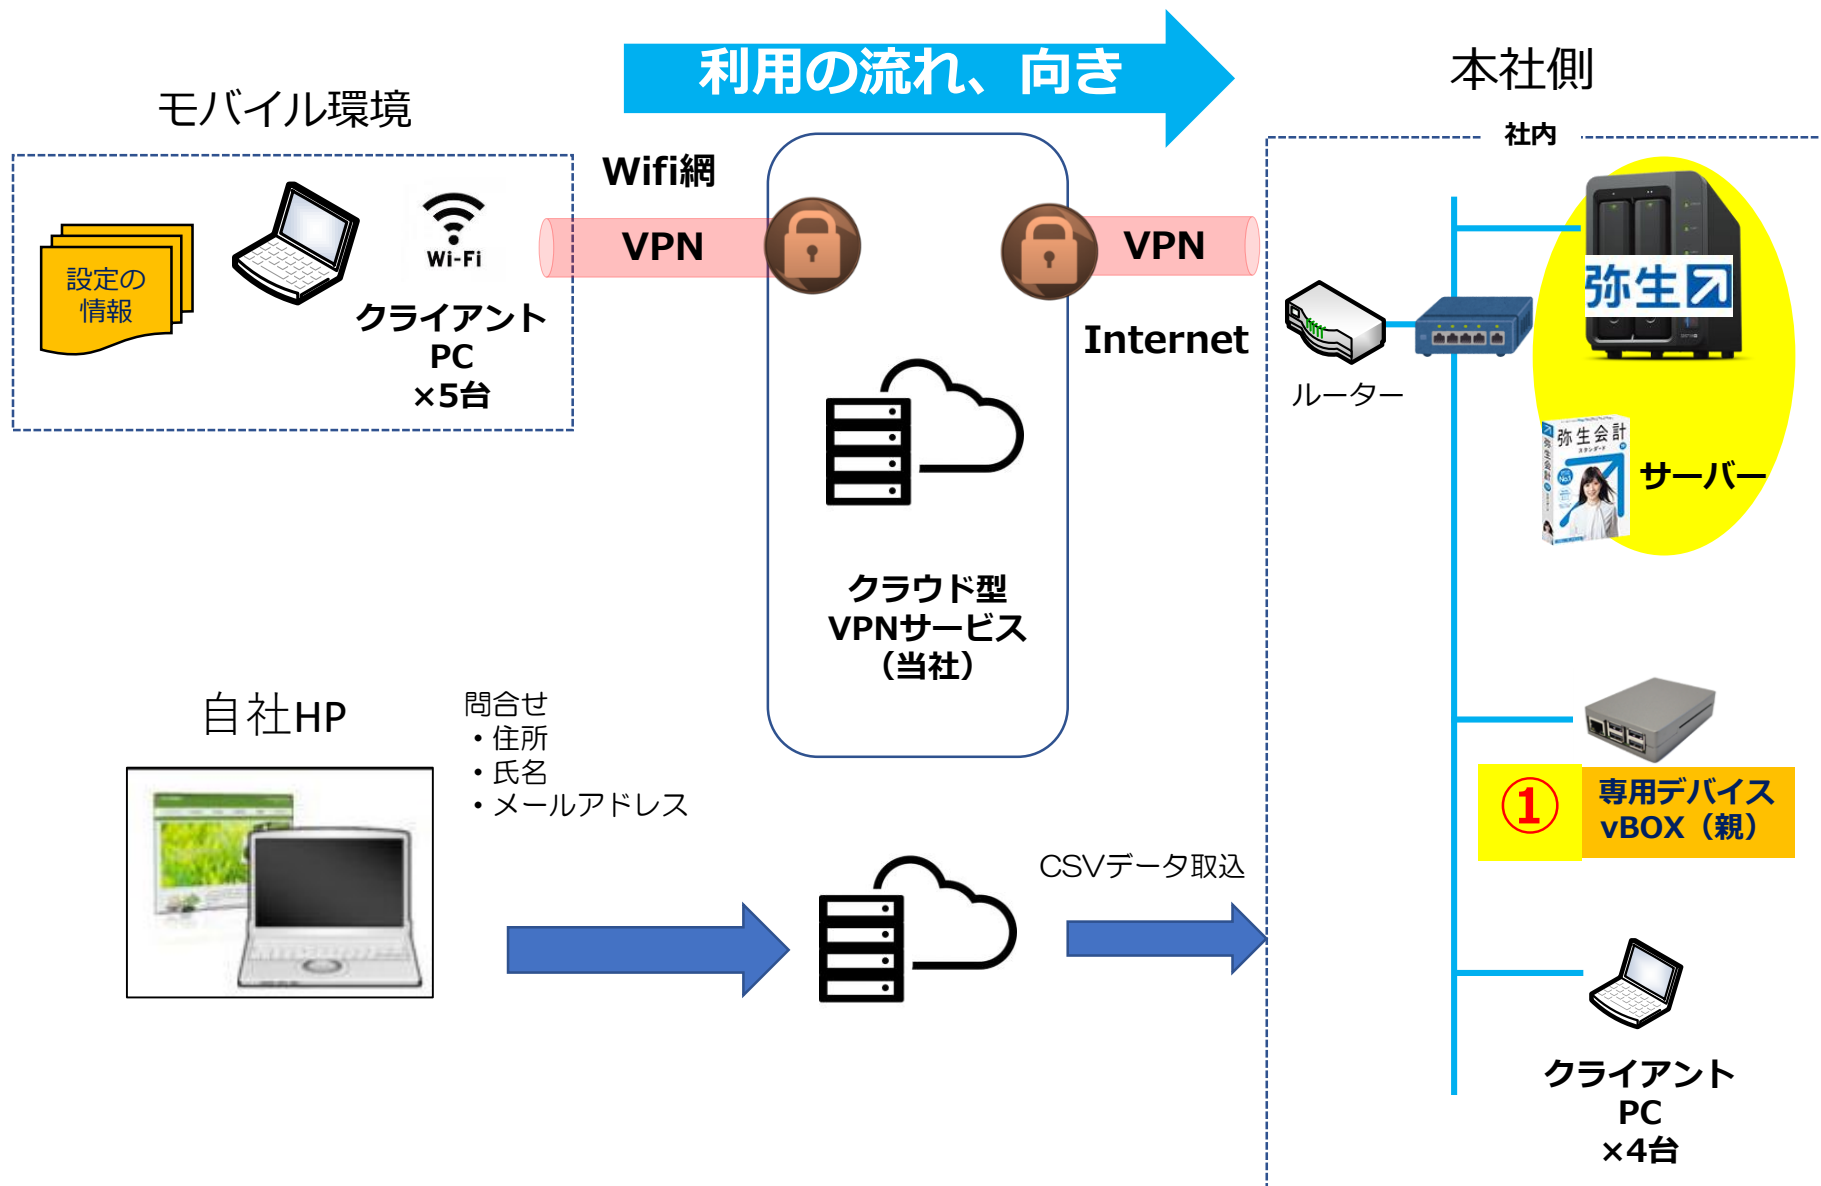 利用の流れ、向き
本社側
モバイル環境
社内
Wifi網
VPN
VPN
Wi-Fi
設定の
情報
クライアント
PC
×5台
Internet
ルーター
弥生
弥生会計
スタンダード
サーバー
クラウド型
VPNサービス
（当社）
自社HP
問合せ
・住所
・氏名
・メールアドレス
①
専用デバイス
vBOX（親）
CSVデータ取込
クライアント
PC
×4台